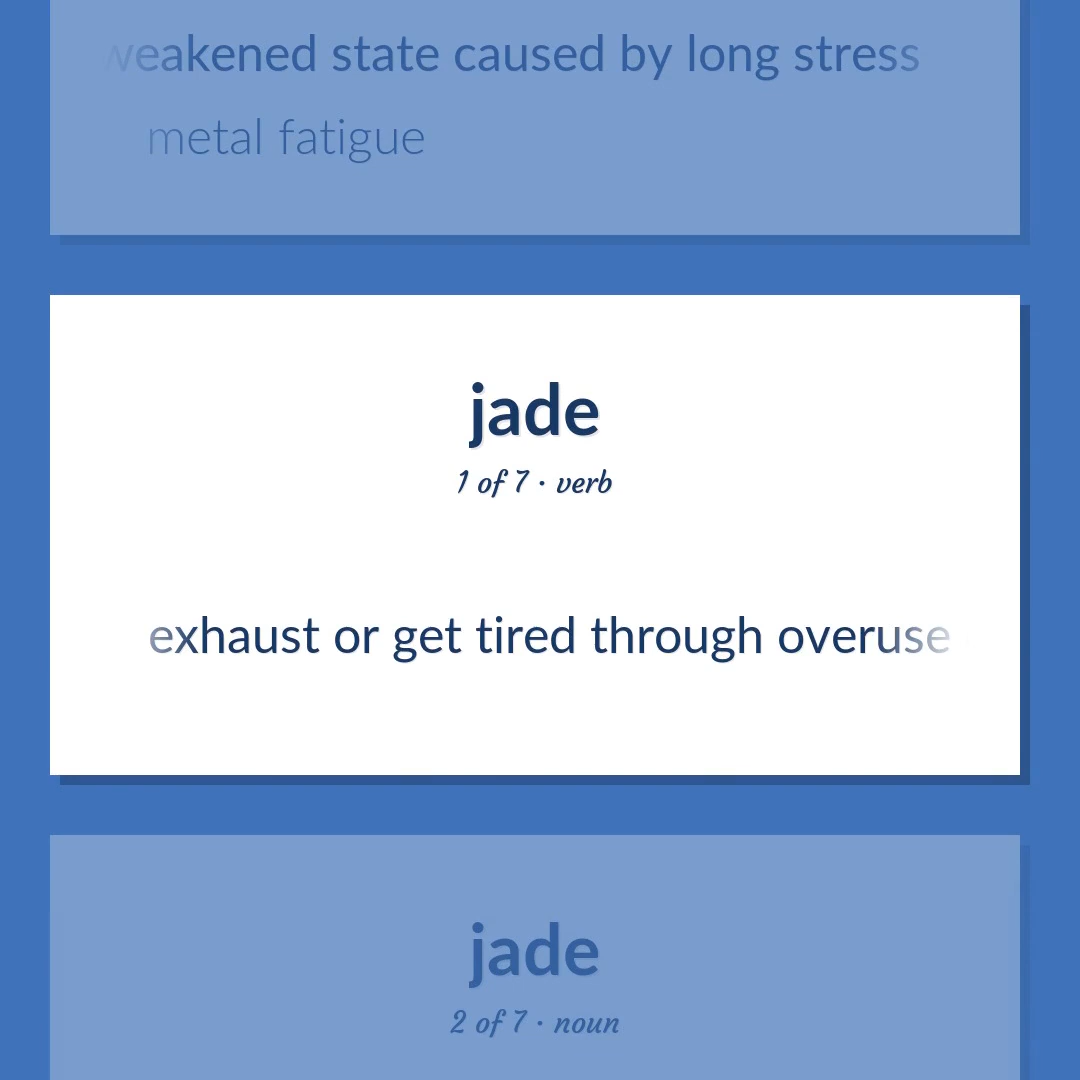 weakened state caused by long stress
metal fatigue
jade
1 of 7 · verb
exhaust or get tired through overuse
jade
2 of 7 · noun